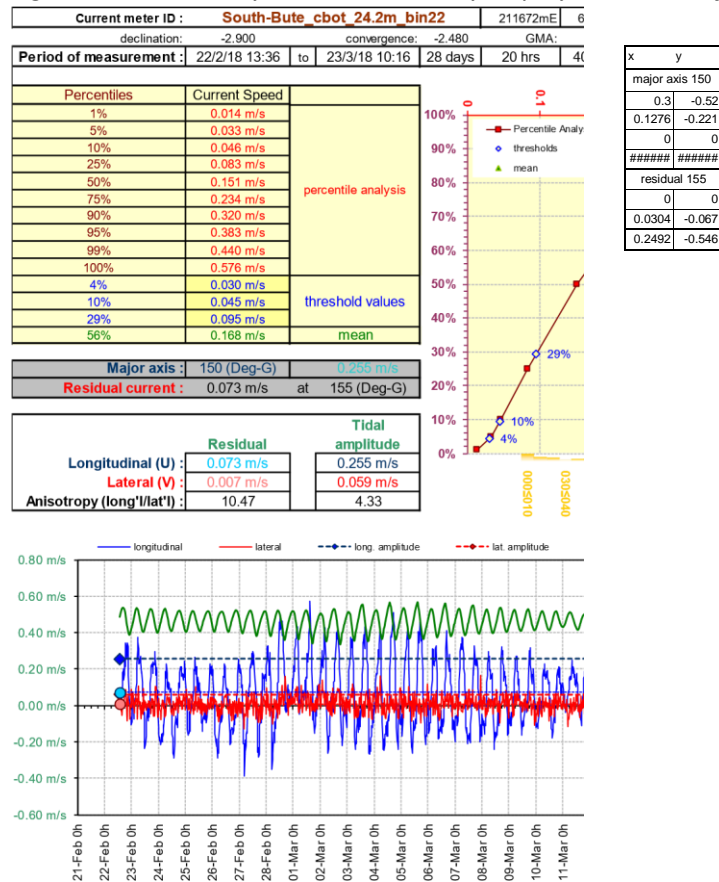 Current meter ID : South-Bute_cbot_24.2m_bin22 211672mE 6
declination: -2.900 convergence: -2.480 GMA:
Period of measurement : 22/2/18 13:36 to 23/3/18 10:16 28 days 20 hrs 40
Percentiles Current Speed
1% 0.014 m/s
5% 0.033 m/s
10% 0.046 m/s
25% 0.083 m/s
50% 0.151 m/s
75% 0.234 m/s
90% 0.320 m/s
95% 0.383 m/s
99% 0.440 m/s
100% 0.576 m/s
percentile analysis
4% 0.030 m/s
10% 0.045 m/s
29% 0.095 m/s
threshold values
56% 0.168 m/s mean
Major axis : 150 (Deg-G) 0.255 m/s
Residual current : 0.073 m/s at 155 (Deg-G)
Residual Tidal amplitude
Longitudinal (U) : 0.073 m/s 0.255 m/s
Lateral (V) : 0.007 m/s 0.059 m/s
Anisotropy (long'l/lat'l) : 10.47 4.33
0 0.1
100%
90%
80%
70%
60%
50%
40%
30%
20%
10%
0%
Percentile Analy
thresholds
mean
29%
10%
4%
000S010
030S040
x y
major axis 150
0.3 -0.52
0.1276 -0.221
0 0
###### ######
residual 155
0 0
0.0304 -0.067
0.2492 -0.546
longitudinal lateral long. amplitude lat. amplitude
0.80 m/s
0.60 m/s
0.40 m/s
0.20 m/s
0.00 m/s
-0.20 m/s
-0.40 m/s
-0.60 m/s
21-Feb 0h
22-Feb 0h
23-Feb 0h
24-Feb 0h
25-Feb 0h
26-Feb 0h
27-Feb 0h
28-Feb 0h
01-Mar 0h
02-Mar 0h
03-Mar 0h
04-Mar 0h
05-Mar 0h
06-Mar 0h
07-Mar 0h
08-Mar 0h
09-Mar 0h
10-Mar 0h
11-Mar 0h